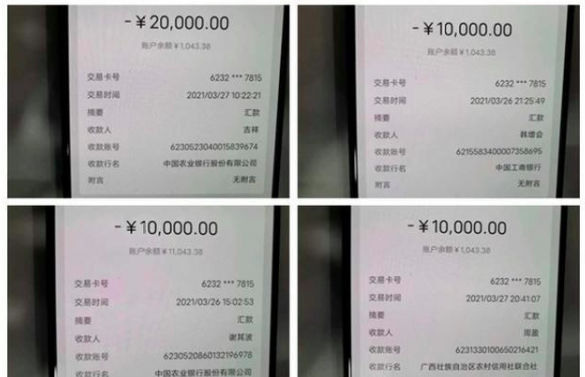 -￥20,000.00
账户余额￥1,043.38
交易卡号 6232 *** 7815
交易时间 2021/03/27 10:22:21
摘要 汇款
收款人 吉祥
收款账号 6230523040015839674
收款行名 中国农业银行股份有限公司
附言 无附言
-￥10,000.00
账户余额￥1,043.38
交易卡号 6232 *** 7815
交易时间 2021/03/26 21:25:49
摘要 汇款
收款人 韩增会
收款账号 6215583400007358695
收款行名 中国工商银行
附言 无附言
-￥10,000.00
账户余额￥11,043.38
交易卡号 6232 *** 7815
交易时间 2021/03/26 15:02:53
摘要 汇款
收款人 谢其波
收款账号 6230520860132196978
收款行名 中国农业银行股份有限公司
-￥10,000.00
账户余额￥1,043.38
交易卡号 6232 *** 7815
交易时间 2021/03/27 20:41:07
摘要 汇款
收款人 周盈
收款账号 6231330100650216421
收款行名 广西壮族自治区农村信用社联合社